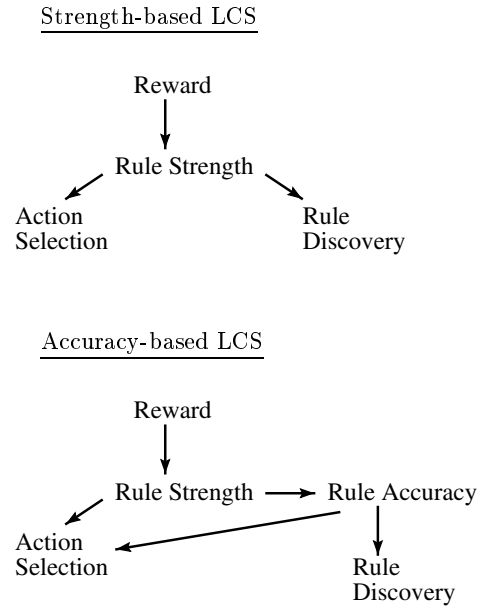 Strength-based LCS
Reward
Rule Strength
Action
Selection
Rule
Discovery
Accuracy-based LCS
Reward
Rule Strength
Rule Accuracy
Action
Selection
Rule
Discovery